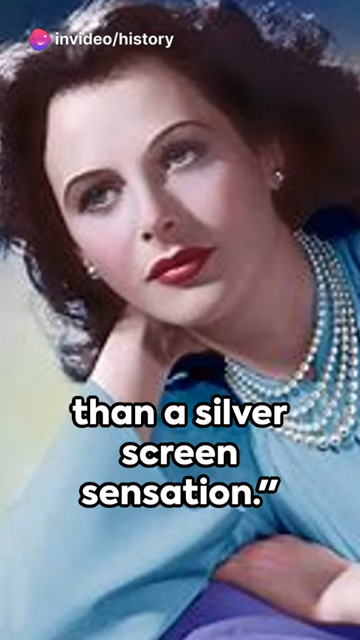 invideo/history
than a silver
screen
sensation.”